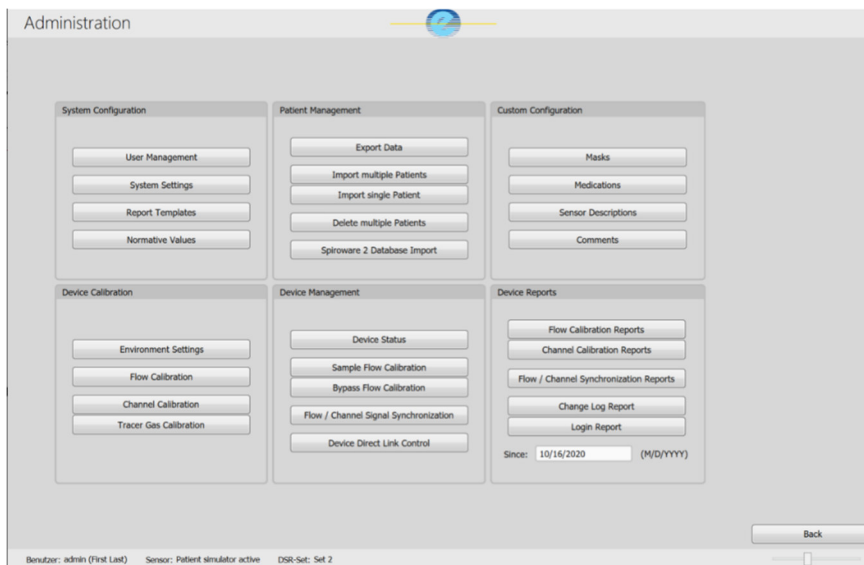 Administration
System Configuration
User Management
System Settings
Report Templates
Normative Values
Patient Management
Export Data
Import multiple Patients
Import single Patient
Delete multiple Patients
Spiroware 2 Database Import
Custom Configuration
Masks
Medications
Sensor Descriptions
Comments
Device Calibration
Environment Settings
Flow Calibration
Channel Calibration
Tracer Gas Calibration
Device Management
Device Status
Sample Flow Calibration
Bypass Flow Calibration
Flow / Channel Signal Synchronization
Device Direct Link Control
Device Reports
Flow Calibration Reports
Channel Calibration Reports
Flow / Channel Synchronization Reports
Change Log Report
Login Report
Since: 10/16/2020 (M/D/YYYY)
Back
Benutzer: admin (First Last) Sensor: Patient simulator active DSR-Set: Set 2